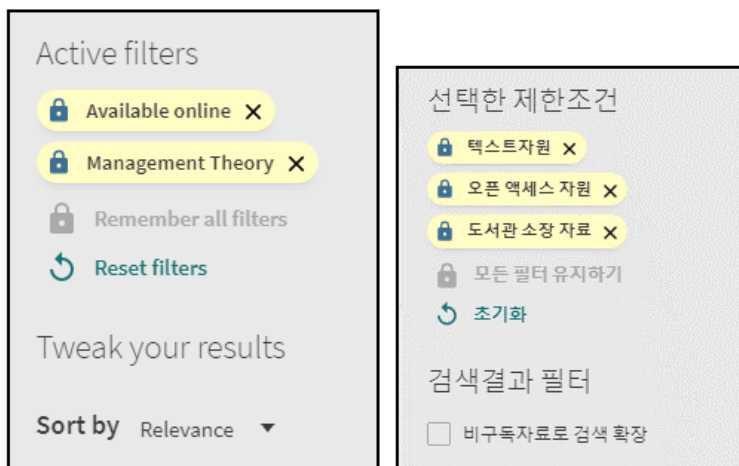 Active filters
Available online
Management Theory
Remember all filters
Reset filters
Tweak your results
Sort by Relevance
선택한 제한조건
텍스트자원
오픈 액세스 자원
도서관 소장 자료
모든 필터 유지하기
초기화
검색결과 필터
비구독자료로 검색 확장